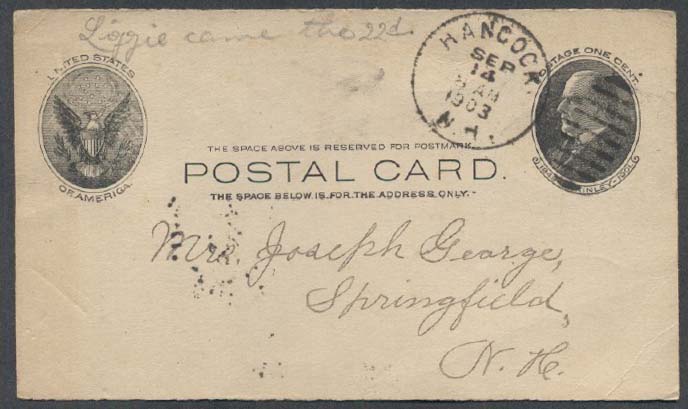 Lizzie came the 22d.
HANCOCK
SEP
14
AM
1903
N.H.
UNITED STATES
OF AMERICA.
POSTAGE ONE CENT.
1843 McKINLEY 1901
THE SPACE ABOVE IS RESERVED FOR POSTMARK.
POSTAL CARD.
THE SPACE BELOW IS FOR THE ADDRESS ONLY.
Mrs. Joseph George,
Springfield,
N. H.